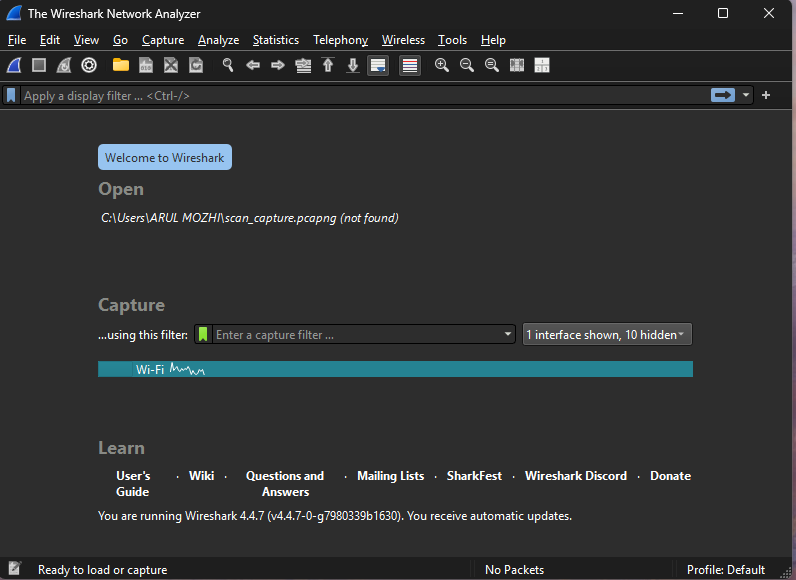 The Wireshark Network Analyzer
File Edit View Go Capture Analyze Statistics Telephony Wireless Tools Help
Apply a display filter ... <Ctrl-/>
Welcome to Wireshark
Open
C:\Users\ARUL MOZHI\scan_capture.pcapng (not found)
Capture
...using this filter: Enter a capture filter ... 1 interface shown, 10 hidden
Wi-Fi
Learn
User's Guide · Wiki · Questions and Answers · Mailing Lists · SharkFest · Wireshark Discord · Donate
You are running Wireshark 4.4.7 (v4.4.7-0-g7980339b1630). You receive automatic updates.
Ready to load or capture No Packets Profile: Default